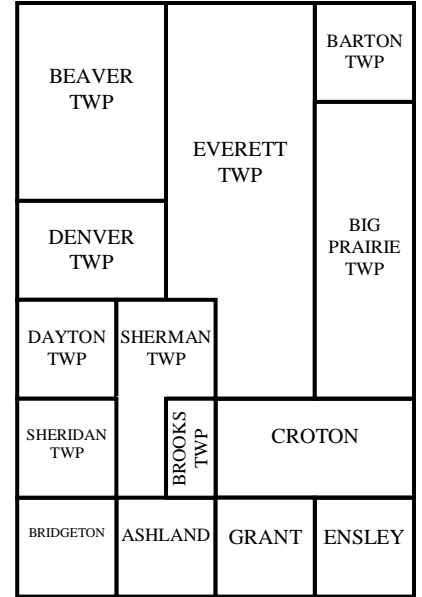 BARTON
TWP
BEAVER
TWP
EVERETT
TWP
BIG
PRAIRIE
TWP
DENVER
TWP
DAYTON
TWP
SHERMAN
TWP
SHERIDAN
TWP
BROOKS
TWP
CROTON
BRIDGETON
ASHLAND
GRANT
ENSLEY